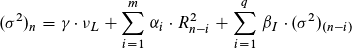 (σ²)ₙ = γ · ν_L + ∑_{i=1}^{m} α_i · R²_{n−i} + ∑_{i=1}^{q} β_I · (σ²)_{(n−i)}